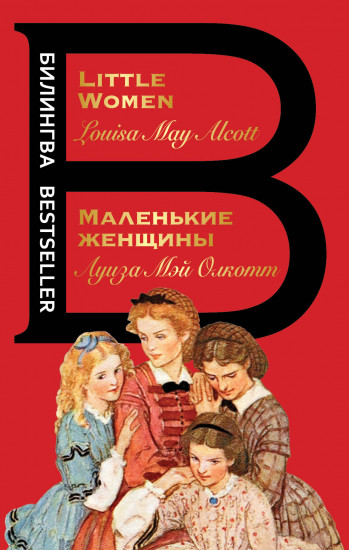 БИЛИНГВА BESTSELLER
LITTLE
WOMEN
Louisa May Alcott
МАЛЕНЬКИЕ
ЖЕНЩИНЫ
Луиза Мэй Олкотт
B